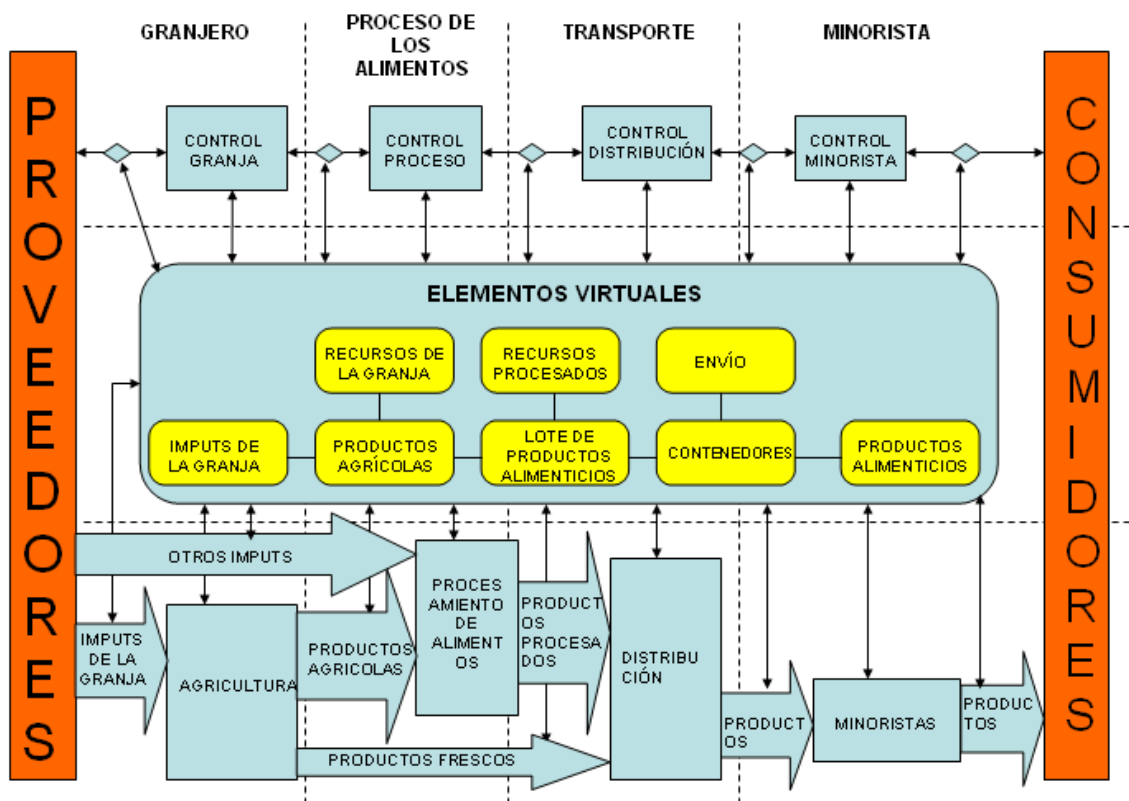 GRANJERO
PROCESO DE
LOS
ALIMENTOS
TRANSPORTE
MINORISTA
PROVEEDORES
CONTROL
GRANJA
CONTROL
PROCESO
CONTROL
DISTRIBUCIÓN
CONTROL
MINORISTA
CONSUMIDORES
ELEMENTOS VIRTUALES
RECURSOS DE
LA GRANJA
RECURSOS
PROCESADOS
ENVÍO
IMPUTS DE
LA GRANJA
PRODUCTOS
AGRÍCOLAS
LOTE DE
PRODUCTOS
ALIMENTICIOS
CONTENEDORES
PRODUCTOS
ALIMENTICIOS
OTROS IMPUTS
IMPUTS
DE LA
GRANJA
AGRICULTURA
PRODUCTOS
AGRICOLAS
PROCES
AMIENTO
DE
ALIMENT
OS
PRODUCT
OS
PROCESA
DOS
DISTRIBU
CIÓN
PRODUCT
OS
MINORISTAS
PRODUC
TOS
PRODUCTOS FRESCOS